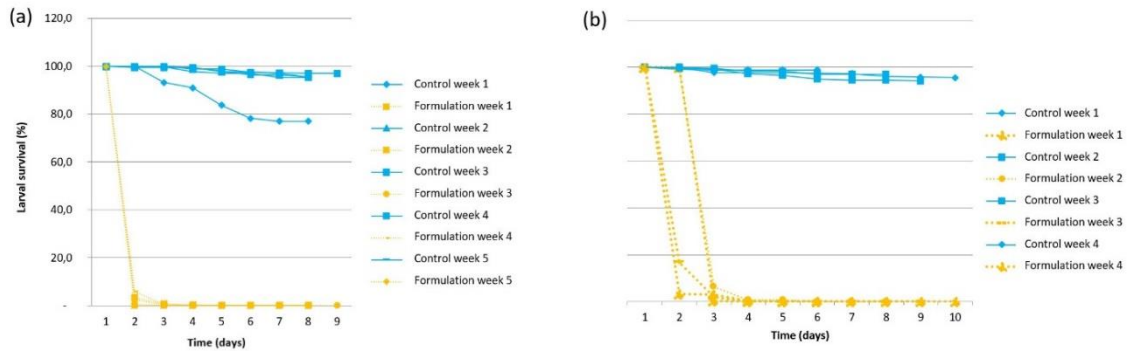 (a)
120,0
100,0
80,0
60,0
40,0
20,0
-
Larval survival (%)
1 2 3 4 5 6 7 8 9
Time (days)
Control week 1
Formulation week 1
Control week 2
Formulation week 2
Control week 3
Formulation week 3
Control week 4
Formulation week 4
Control week 5
Formulation week 5
(b)
1 2 3 4 5 6 7 8 9 10
Time (days)
Control week 1
Formulation week 1
Control week 2
Formulation week 2
Control week 3
Formulation week 3
Control week 4
Formulation week 4